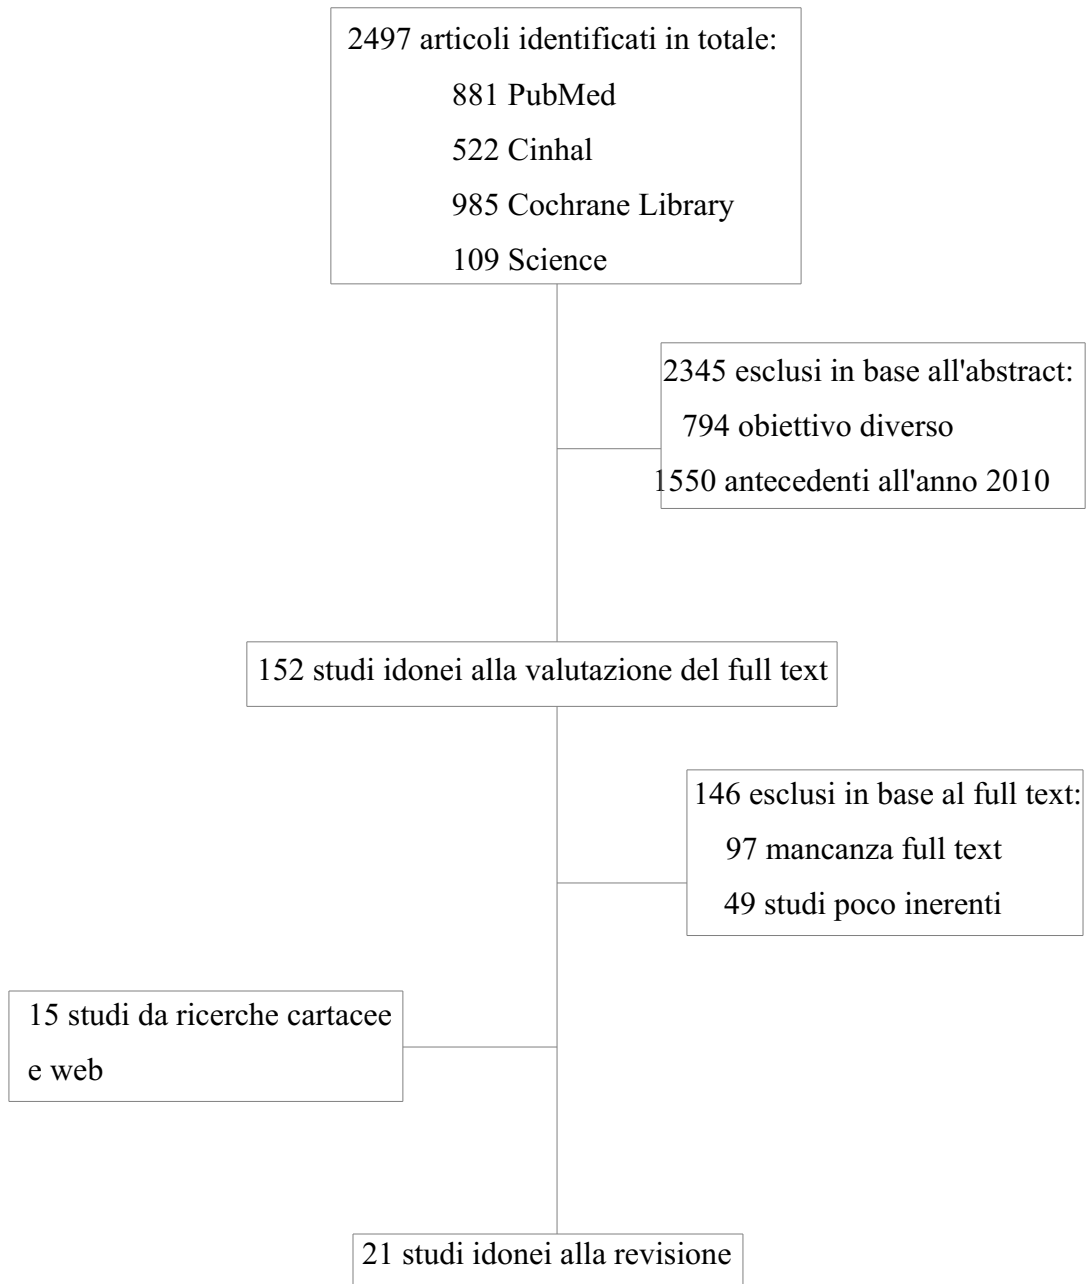 2497 articoli identificati in totale:
881 PubMed
522 Cinhal
985 Cochrane Library
109 Science
2345 esclusi in base all'abstract:
794 obiettivo diverso
1550 antecedenti all'anno 2010
152 studi idonei alla valutazione del full text
146 esclusi in base al full text:
97 mancanza full text
49 studi poco inerenti
15 studi da ricerche cartacee
e web
21 studi idonei alla revisione